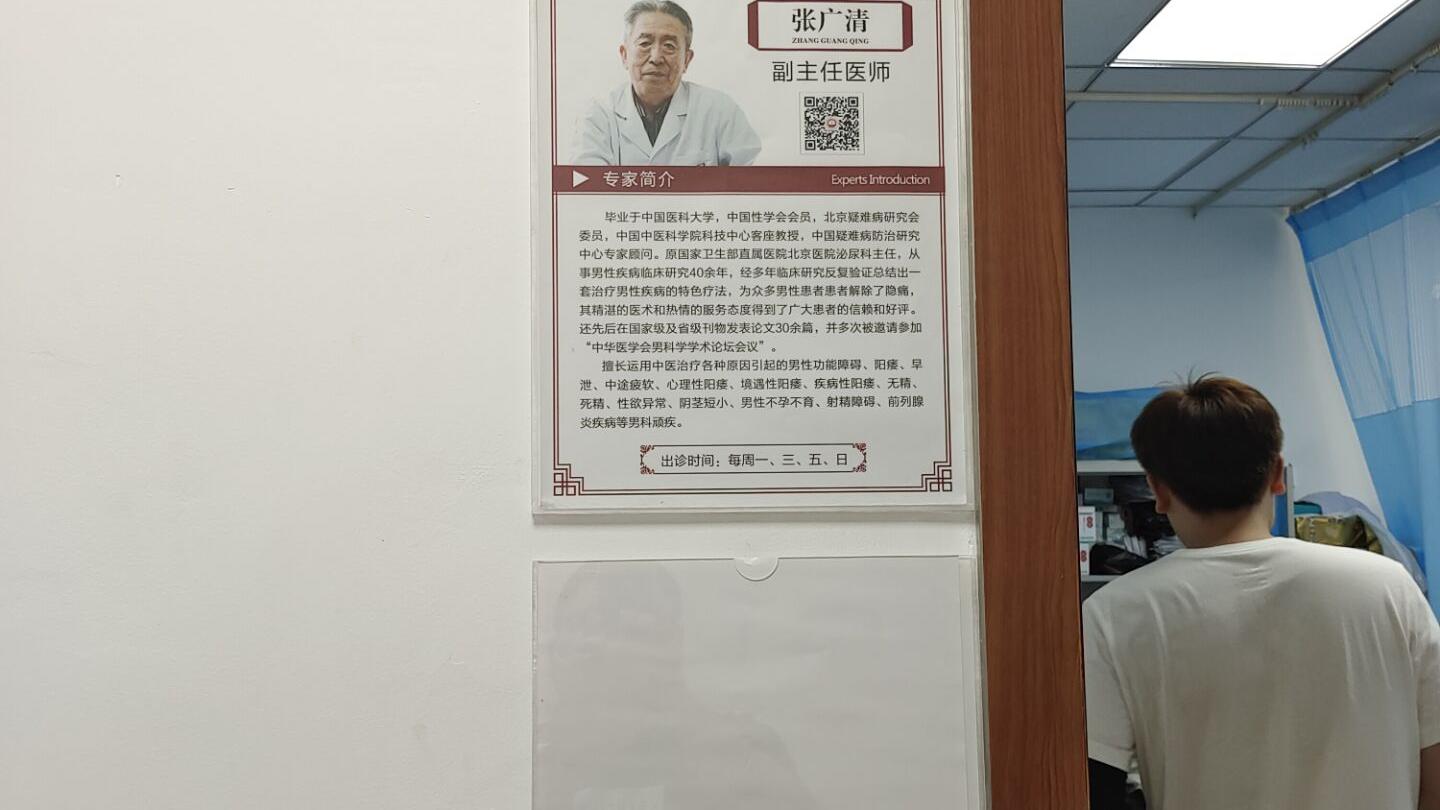 张广清
ZHANG GUANG QING
副主任医师
专家简介
Experts Introduction
毕业于中国医科大学，中国性学会会员，北京疑难病研究会
委员，中国中医科学院科技中心客座教授，中国疑难病防治研究
中心专家顾问。原国家卫生部直属医院北京医院泌尿科主任，从
事男性疾病临床研究40余年，经多年临床研究反复验证总结出一
套治疗男性疾病的特色疗法，为众多男性患者患者解除了隐痛，
其精湛的医术和热情的服务态度得到了广大患者的信赖和好评。
还先后在国家级及省级刊物发表论文30余篇，并多次被邀请参加
“中华医学会男科学学术论坛会议”。
擅长运用中医治疗各种原因引起的男性功能障碍、阳痿、早
泄、中途疲软、心理性阳痿、境遇性阳痿、疾病性阳痿、无精、
死精、性欲异常、阴茎短小、男性不孕不育、射精障碍、前列腺
炎疾病等男科顽疾。
出诊时间：每周一、三、五、日